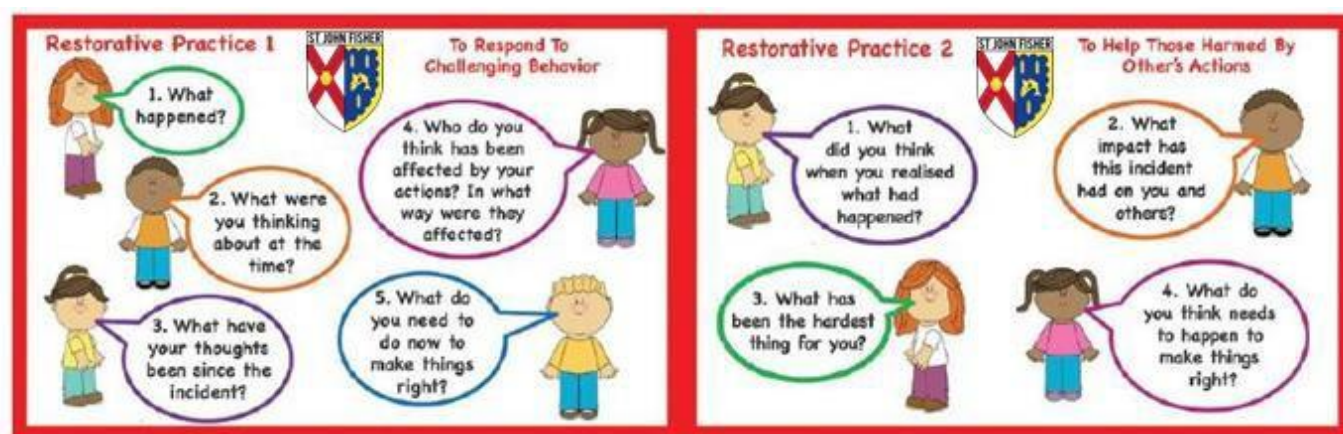 Restorative Practice 1
ST JOHN FISHER
To Respond To
Challenging Behavior
1. What
happened?
2. What were
you thinking
about at the
time?
3. What have
your thoughts
been since the
incident?
4. Who do you
think has been
affected by your
actions? In what
way were they
affected?
5. What do
you need to
do now to
make things
right?
Restorative Practice 2
ST JOHN FISHER
To Help Those Harmed By
Other's Actions
1. What
did you think
when you realised
what had
happened?
2. What
impact has
this incident
had on you and
others?
3. What has
been the hardest
thing for you?
4. What do
you think needs
to happen to
make things
right?